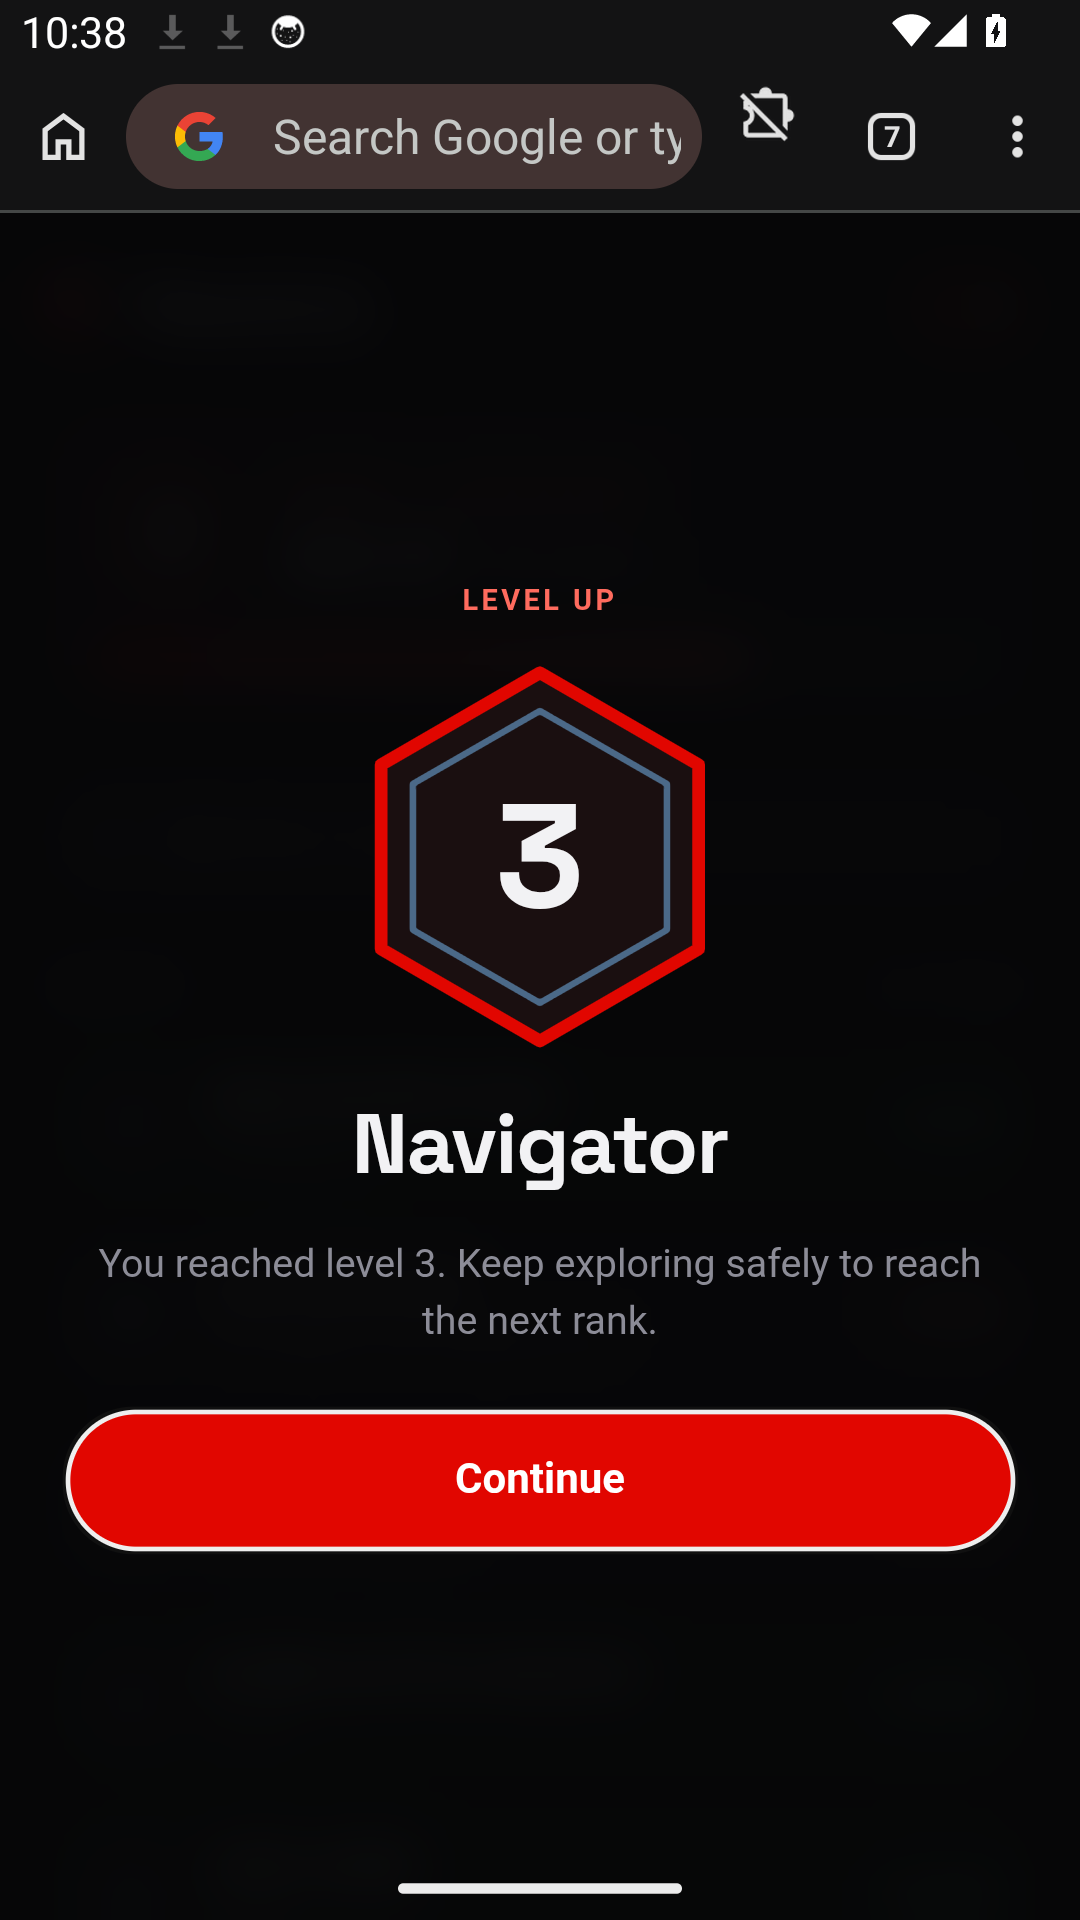 10:38
Search Google or ty
7
LEVEL UP
3
Navigator
You reached level 3. Keep exploring safely to reach
the next rank.
Continue